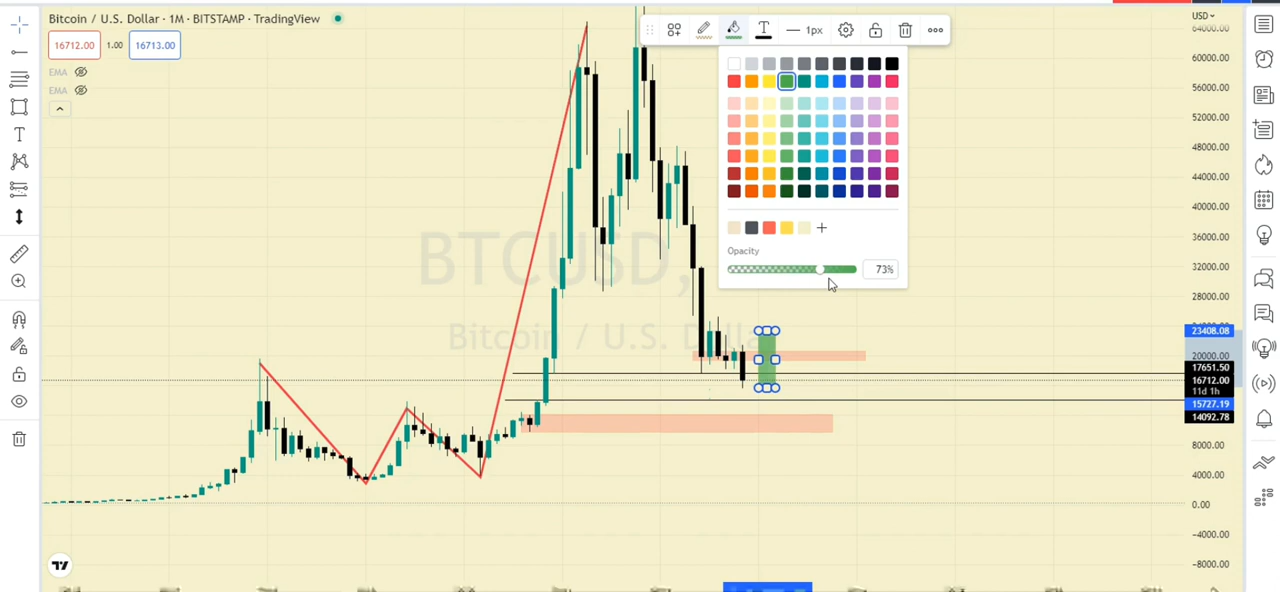 Bitcoin / U.S. Dollar · 1M · BITSTAMP · TradingView
16712.00 1.00 16713.00
EMA
EMA
T T 1px
Opacity
73%
BTCUSD,
Bitcoin / U.S. Dolla
USD
64000.00
60000.00
56000.00
52000.00
48000.00
44000.00
40000.00
36000.00
32000.00
28000.00
23408.08
20000.00
17651.50
16712.00
11d 1h
15727.19
14092.78
8000.00
4000.00
0.00
−4000.00
−8000.00